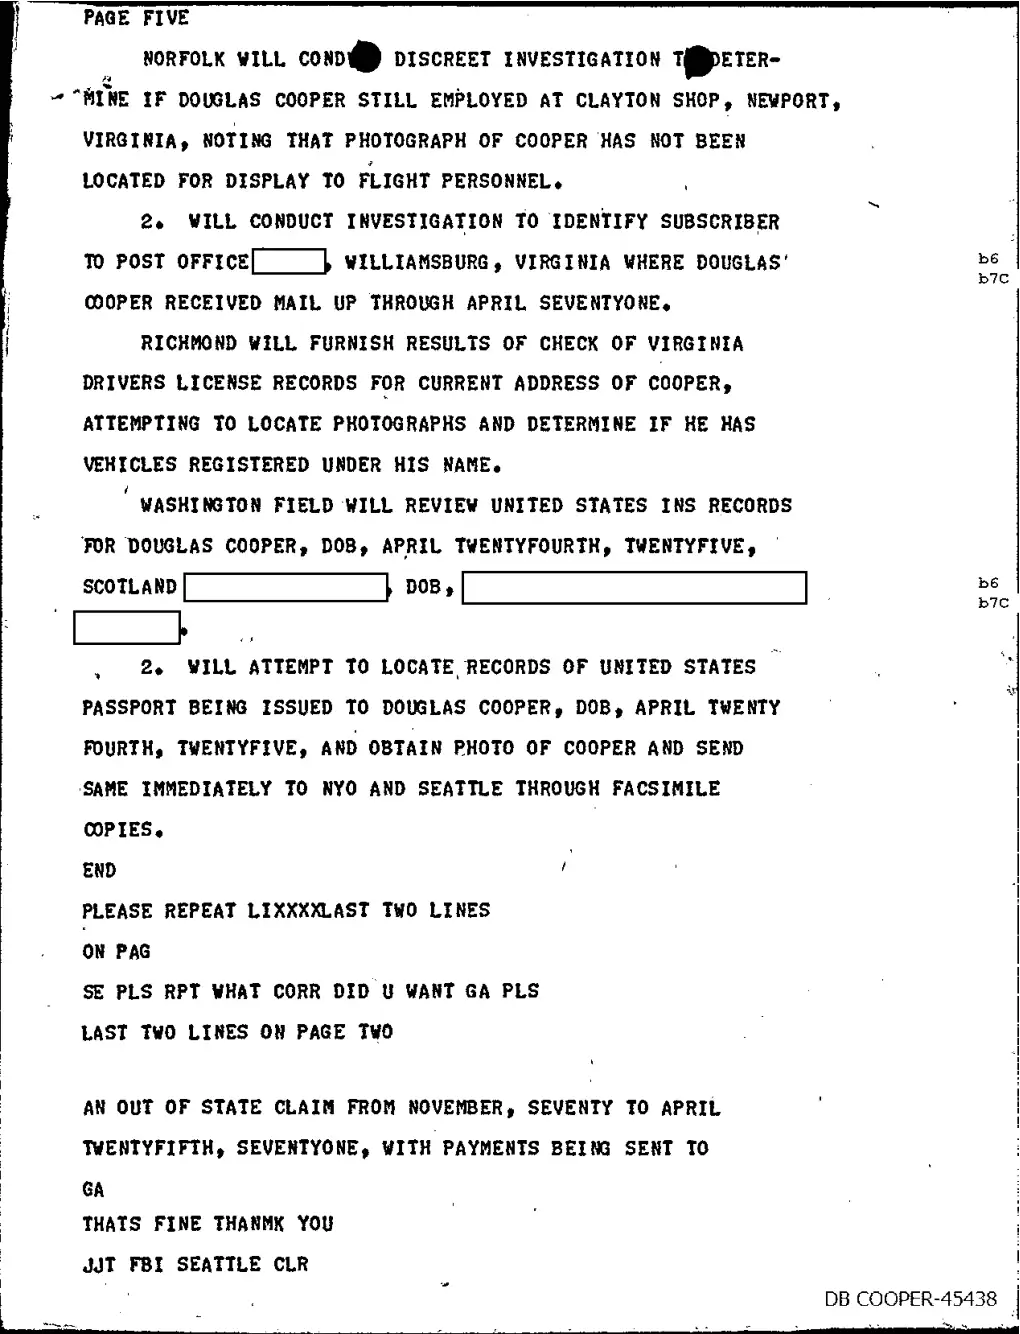 PAGE FIVE
NORFOLK WILL COND DISCREET INVESTIGATION T DETER-
MINE IF DOUGLAS COOPER STILL EMPLOYED AT CLAYTON SHOP, NEWPORT,
VIRGINIA, NOTING THAT PHOTOGRAPH OF COOPER HAS NOT BEEN
LOCATED FOR DISPLAY TO FLIGHT PERSONNEL.
2. WILL CONDUCT INVESTIGATION TO IDENTIFY SUBSCRIBER
TO POST OFFICE , WILLIAMSBURG, VIRGINIA WHERE DOUGLAS'
COOPER RECEIVED MAIL UP THROUGH APRIL SEVENTYONE.
b6
b7C
RICHMOND WILL FURNISH RESULTS OF CHECK OF VIRGINIA
DRIVERS LICENSE RECORDS FOR CURRENT ADDRESS OF COOPER,
ATTEMPTING TO LOCATE PHOTOGRAPHS AND DETERMINE IF HE HAS
VEHICLES REGISTERED UNDER HIS NAME.
WASHINGTON FIELD WILL REVIEW UNITED STATES INS RECORDS
FOR DOUGLAS COOPER, DOB, APRIL TWENTYFOURTH, TWENTYFIVE,
SCOTLAND , DOB,
.
b6
b7C
2. WILL ATTEMPT TO LOCATE RECORDS OF UNITED STATES
PASSPORT BEING ISSUED TO DOUGLAS COOPER, DOB, APRIL TWENTY
FOURTH, TWENTYFIVE, AND OBTAIN PHOTO OF COOPER AND SEND
SAME IMMEDIATELY TO NYO AND SEATTLE THROUGH FACSIMILE
COPIES.
END
PLEASE REPEAT LIXXXXLAST TWO LINES
ON PAG
SE PLS RPT WHAT CORR DID U WANT GA PLS
LAST TWO LINES ON PAGE TWO
AN OUT OF STATE CLAIM FROM NOVEMBER, SEVENTY TO APRIL
TWENTYFIFTH, SEVENTYONE, WITH PAYMENTS BEING SENT TO
GA
THATS FINE THANMK YOU
JJT FBI SEATTLE CLR
DB COOPER-45438